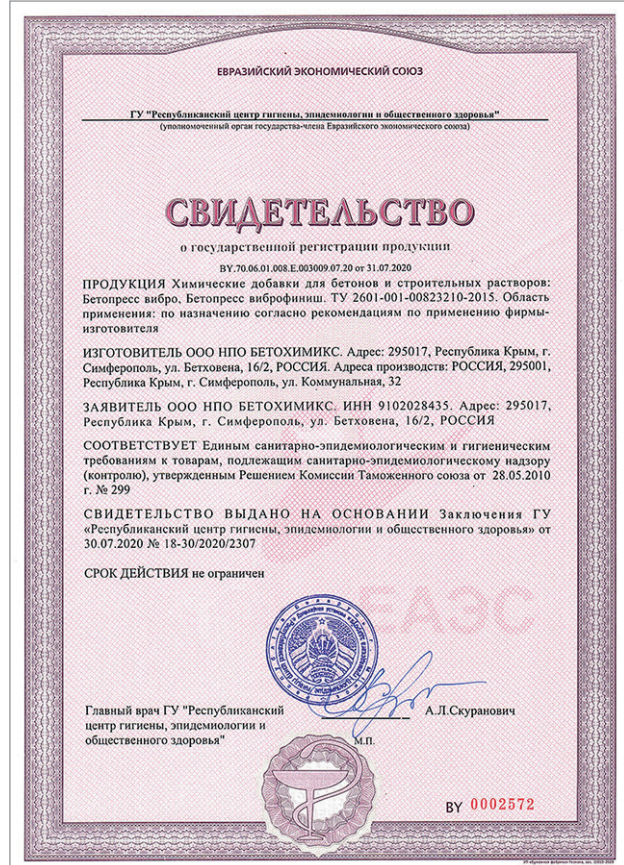 ЕВРАЗИЙСКИЙ ЭКОНОМИЧЕСКИЙ СОЮЗ
ГУ "Республиканский центр гигиены, эпидемиологии и общественного здоровья"
(уполномоченный орган государства-члена Евразийского экономического союза)
СВИДЕТЕЛЬСТВО
о государственной регистрации продукции
BY.70.06.01.008.Е.003009.07.20 от 31.07.2020
ПРОДУКЦИЯ Химические добавки для бетонов и строительных растворов:
Бетопресс вибро, Бетопресс виброфиниш. ТУ 2601-001-00823210-2015. Область
применения: по назначению согласно рекомендациям по применению фирмы-
изготовителя
ИЗГОТОВИТЕЛЬ ООО НПО БЕТОХИМИКС. Адрес: 295017, Республика Крым, г.
Симферополь, ул. Бетховена, 16/2, РОССИЯ. Адреса производств: РОССИЯ, 295001,
Республика Крым, г. Симферополь, ул. Коммунальная, 32
ЗАЯВИТЕЛЬ ООО НПО БЕТОХИМИКС. ИНН 9102028435. Адрес: 295017,
Республика Крым, г. Симферополь, ул. Бетховена, 16/2, РОССИЯ
СООТВЕТСТВУЕТ Единым санитарно-эпидемиологическим и гигиеническим
требованиям к товарам, подлежащим санитарно-эпидемиологическому надзору
(контролю), утвержденным Решением Комиссии Таможенного союза от 28.05.2010
г. № 299
СВИДЕТЕЛЬСТВО ВЫДАНО НА ОСНОВАНИИ Заключения ГУ
«Республиканский центр гигиены, эпидемиологии и общественного здоровья» от
30.07.2020 № 18-30/2020/2307
СРОК ДЕЙСТВИЯ не ограничен
ЕАЭС
Главный врач ГУ "Республиканский
центр гигиены, эпидемиологии и
общественного здоровья"
А.Л.Скуранович
М.П.
BY 0002572